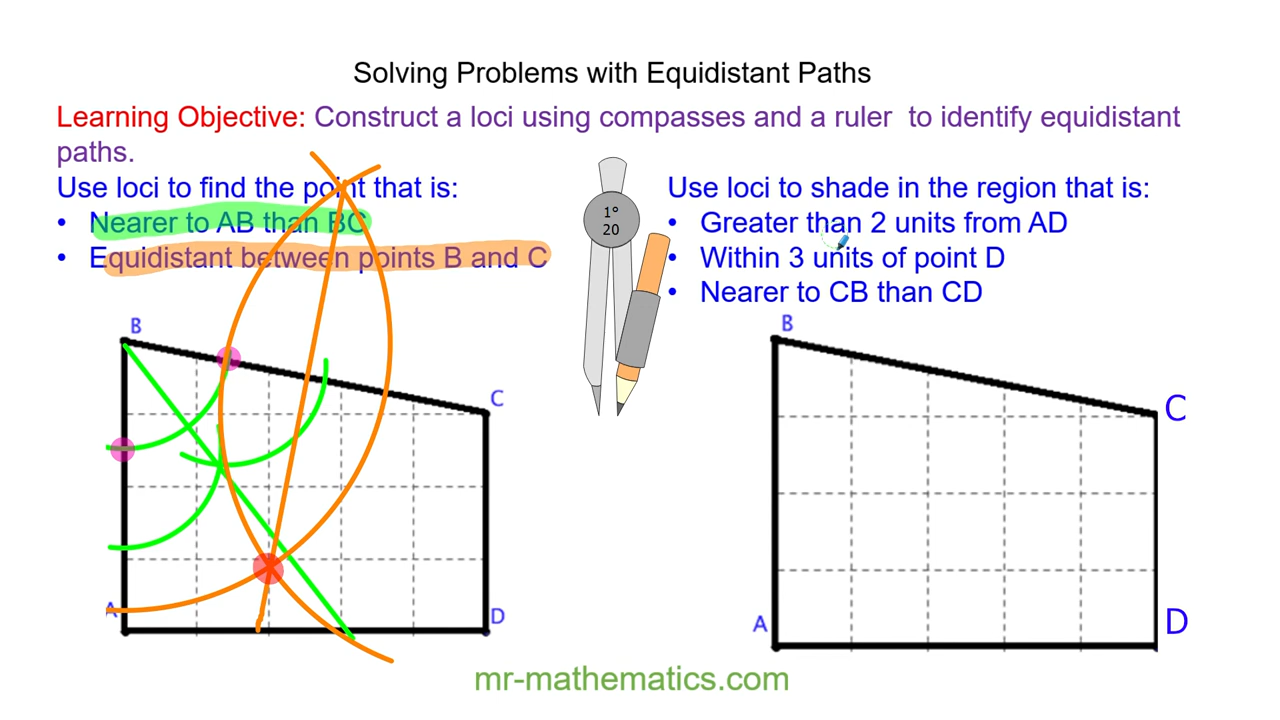 Solving Problems with Equidistant Paths
Learning Objective: Construct a loci using compasses and a ruler to identify equidistant
paths.
Use loci to find the point that is:
• Nearer to AB than BC
• Equidistant between points B and C
1°
20
Use loci to shade in the region that is:
• Greater than 2 units from AD
• Within 3 units of point D
• Nearer to CB than CD
B
C
A
D
B
C
A
D
mr-mathematics.com